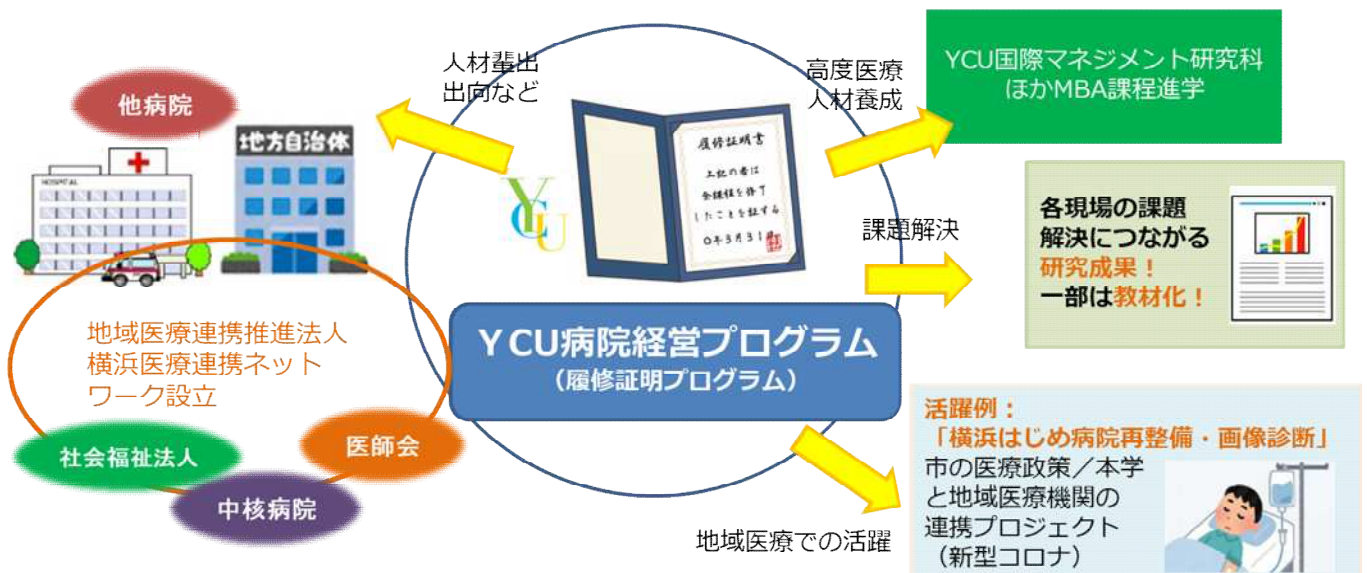 人材輩出
出向など
高度医療
人材養成
YCU国際マネジメント研究科
ほかMBA課程進学
他病院
地方自治体
HOSPITAL
履修証明書
上記の者は
全課程を修了
したことを証する
0年3月31日
YCU
課題解決
各現場の課題
解決につながる
研究成果！
一部は教材化！
地域医療連携推進法人
横浜医療連携ネット
ワーク設立
YCU病院経営プログラム
（履修証明プログラム）
社会福祉法人
医師会
中核病院
活躍例：
「横浜はじめ病院再整備・画像診断」
市の医療政策／本学
と地域医療機関の
連携プロジェクト
（新型コロナ）
地域医療での活躍